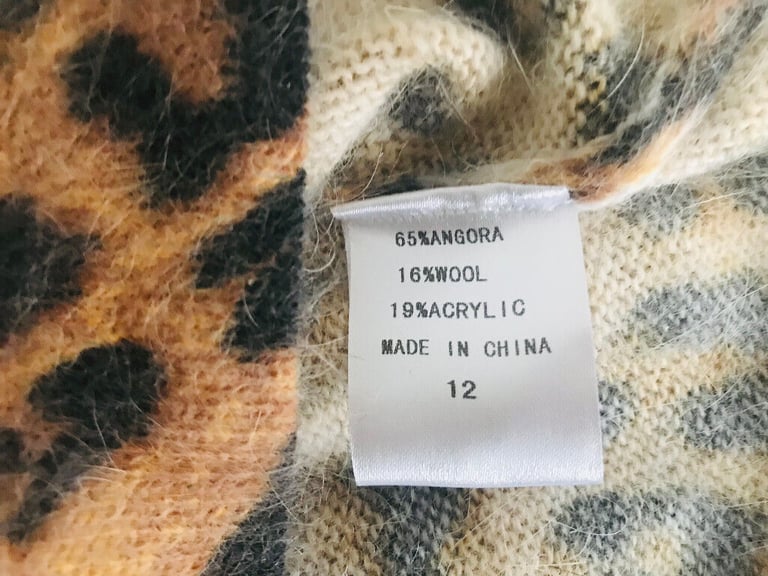 65%ANGORA
16%WOOL
19%ACRYLIC
MADE IN CHINA
12